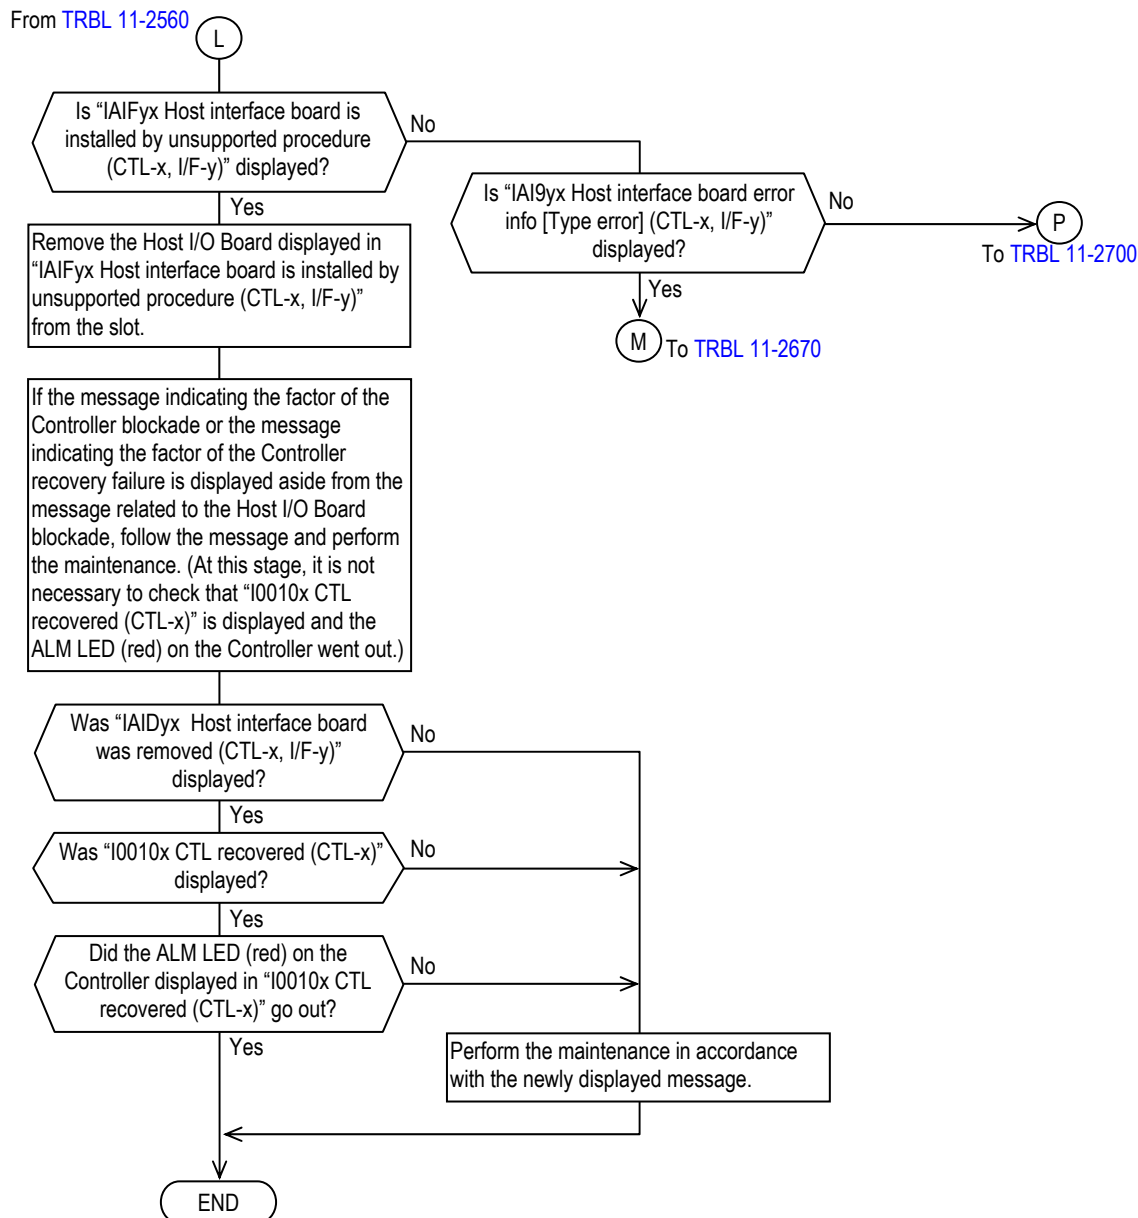 From TRBL 11-2560
L
Is “IAIFyx Host interface board is
installed by unsupported procedure
(CTL-x, I/F-y)” displayed?
No
Yes
Is “IAI9yx Host interface board error
info [Type error] (CTL-x, I/F-y)”
displayed?
No
P
To TRBL 11-2700
Yes
M
To TRBL 11-2670
Remove the Host I/O Board displayed in
“IAIFyx Host interface board is installed by
unsupported procedure (CTL-x, I/F-y)”
from the slot.
If the message indicating the factor of the
Controller blockade or the message
indicating the factor of the Controller
recovery failure is displayed aside from the
message related to the Host I/O Board
blockade, follow the message and perform
the maintenance. (At this stage, it is not
necessary to check that “I0010x CTL
recovered (CTL-x)” is displayed and the
ALM LED (red) on the Controller went out.)
Was “IAIDyx  Host interface board
was removed (CTL-x, I/F-y)”
displayed?
No
Yes
Was “I0010x CTL recovered (CTL-x)”
displayed?
No
Yes
Did the ALM LED (red) on the
Controller displayed in “I0010x CTL
recovered (CTL-x)” go out?
No
Yes
Perform the maintenance in accordance
with the newly displayed message.
END